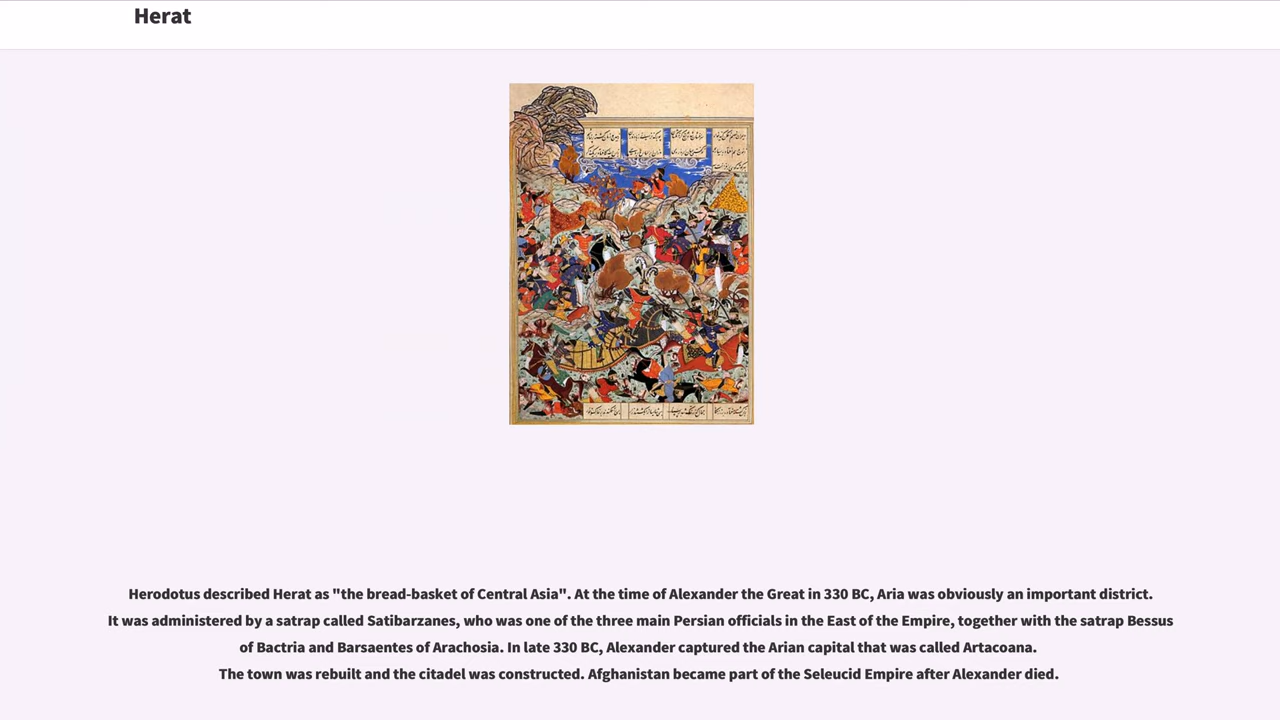 Herat
Herodotus described Herat as "the bread-basket of Central Asia". At the time of Alexander the Great in 330 BC, Aria was obviously an important district.
It was administered by a satrap called Satibarzanes, who was one of the three main Persian officials in the East of the Empire, together with the satrap Bessus
of Bactria and Barsaentes of Arachosia. In late 330 BC, Alexander captured the Arian capital that was called Artacoana.
The town was rebuilt and the citadel was constructed. Afghanistan became part of the Seleucid Empire after Alexander died.